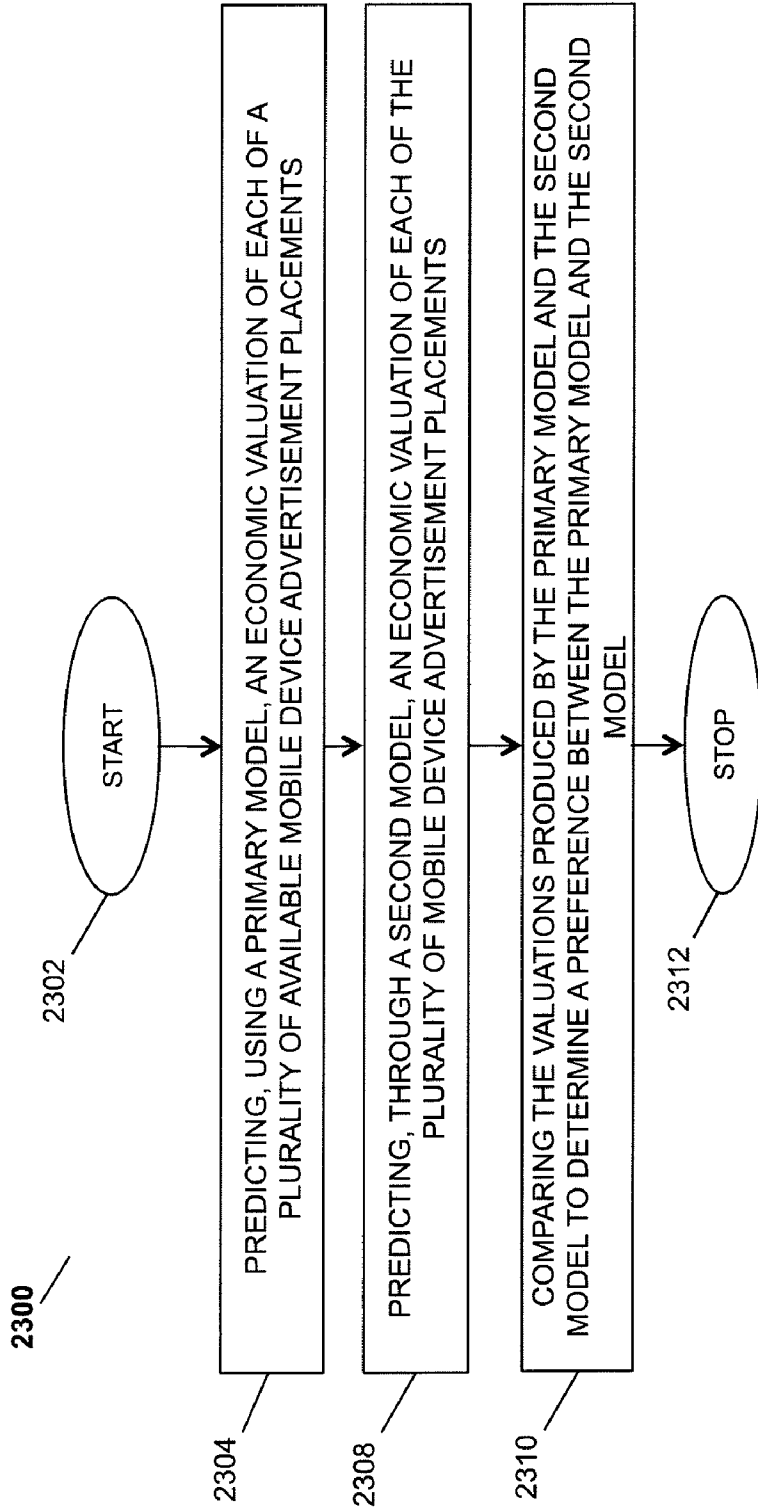 2300
START
2302
PREDICTING, USING A PRIMARY MODEL, AN ECONOMIC VALUATION OF EACH OF A
PLURALITY OF AVAILABLE MOBILE DEVICE ADVERTISEMENT PLACEMENTS
2304
PREDICTING, THROUGH A SECOND MODEL, AN ECONOMIC VALUATION OF EACH OF THE
PLURALITY OF MOBILE DEVICE ADVERTISEMENT PLACEMENTS
2308
COMPARING THE VALUATIONS PRODUCED BY THE PRIMARY MODEL AND THE SECOND
MODEL TO DETERMINE A PREFERENCE BETWEEN THE PRIMARY MODEL AND THE SECOND
MODEL
2310
STOP
2312